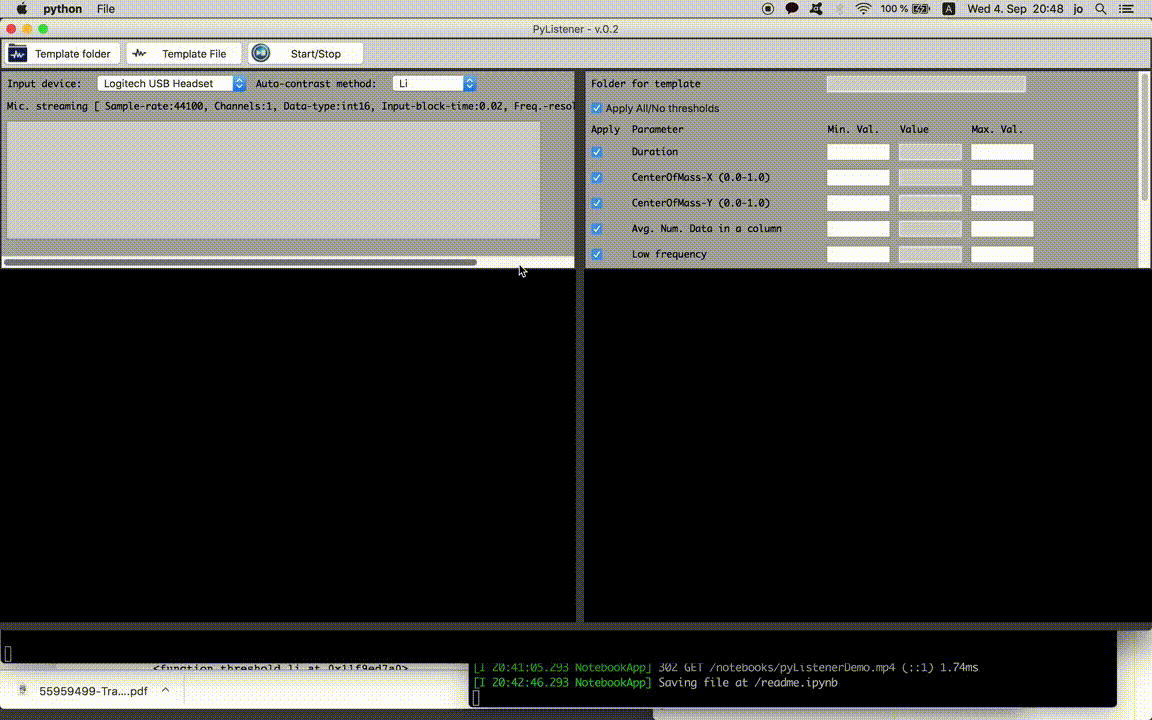 python File 100 % A Wed 4. Sep 20:48 jo
PyListener - v.0.2
Template folder Template File Start/Stop
Input device: Logitech USB Headset Auto-contrast method: Li
Mic. streaming [ Sample-rate:44100, Channels:1, Data-type:int16, Input-block-time:0.02, Freq.-resol
Folder for template
Apply All/No thresholds
Apply Parameter Min. Val. Value Max. Val.
Duration
CenterOfMass-X (0.0-1.0)
CenterOfMass-Y (0.0-1.0)
Avg. Num. Data in a column
Low frequency
<function threshold_li at 0x11f9ed7a0>
[I 20:41:05.293 NotebookApp] 302 GET /notebooks/pyListenerDemo.mp4 (::1) 1.74ms
[I 20:42:46.293 NotebookApp] Saving file at /readme.ipynb
55959499-Tra....pdf